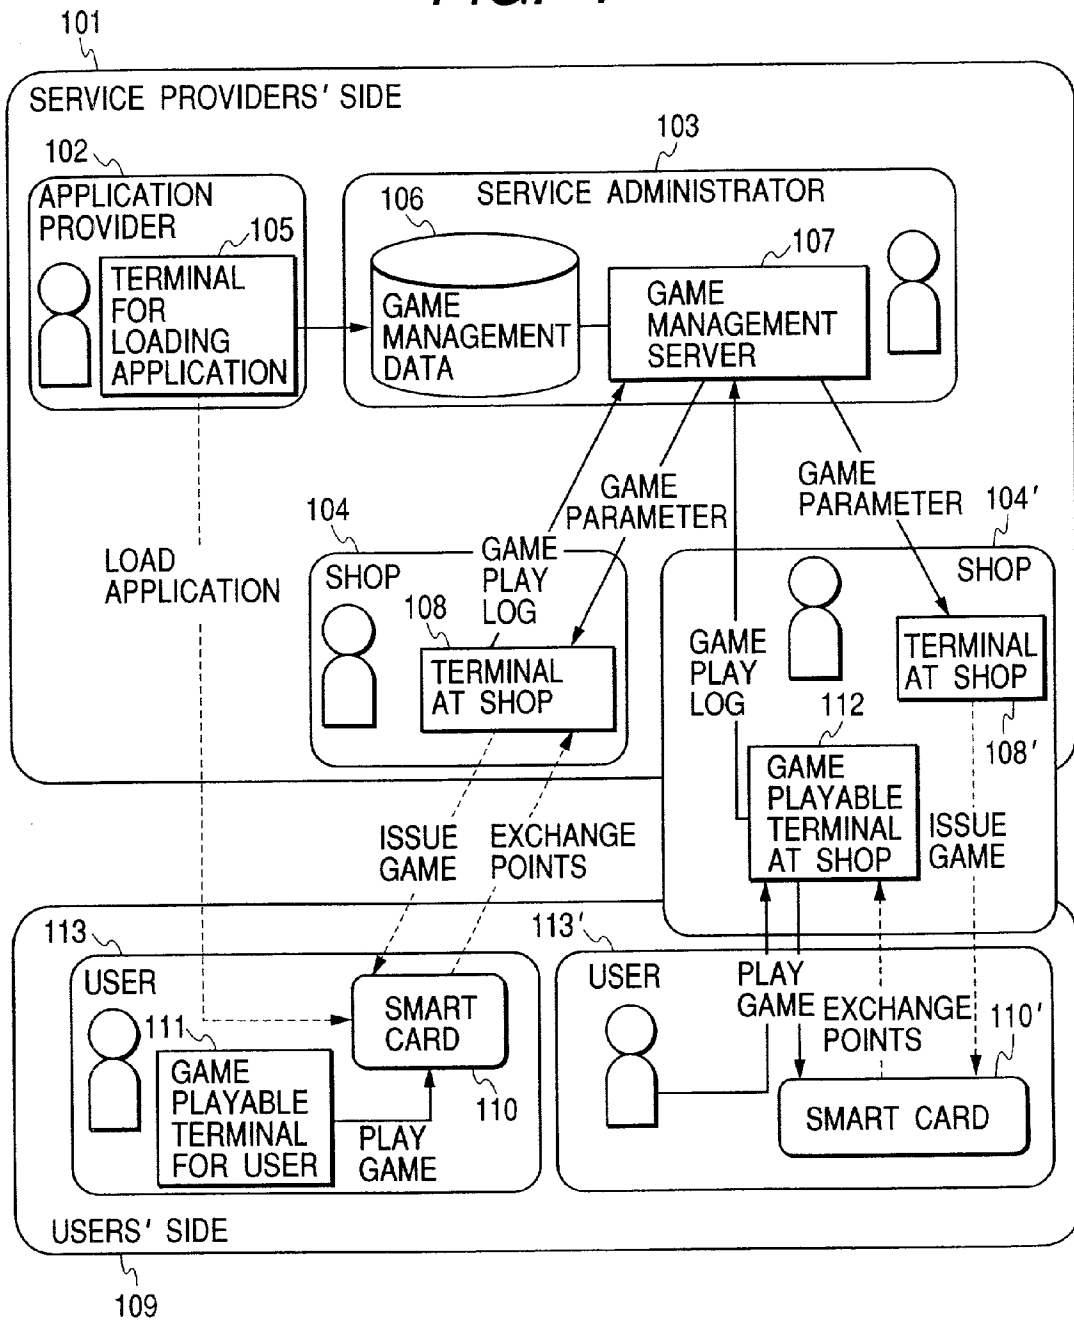 101
SERVICE PROVIDERS' SIDE
102
APPLICATION
PROVIDER
105
TERMINAL
FOR
LOADING
APPLICATION
103
SERVICE ADMINISTRATOR
106
GAME
MANAGEMENT
DATA
107
GAME
MANAGEMENT
SERVER
LOAD
APPLICATION
GAME
PARAMETER
GAME
PARAMETER
104
SHOP
GAME
PLAY
LOG
108
TERMINAL
AT SHOP
104'
SHOP
GAME
PLAY
LOG
TERMINAL
AT SHOP
108'
112
GAME
PLAYABLE
TERMINAL
AT SHOP
ISSUE
GAME
ISSUE
GAME
EXCHANGE
POINTS
113
USER
111
GAME
PLAYABLE
TERMINAL
FOR USER
PLAY
GAME
SMART
CARD
110
113'
USER
PLAY
GAME
EXCHANGE
POINTS
110'
SMART CARD
USERS' SIDE
109